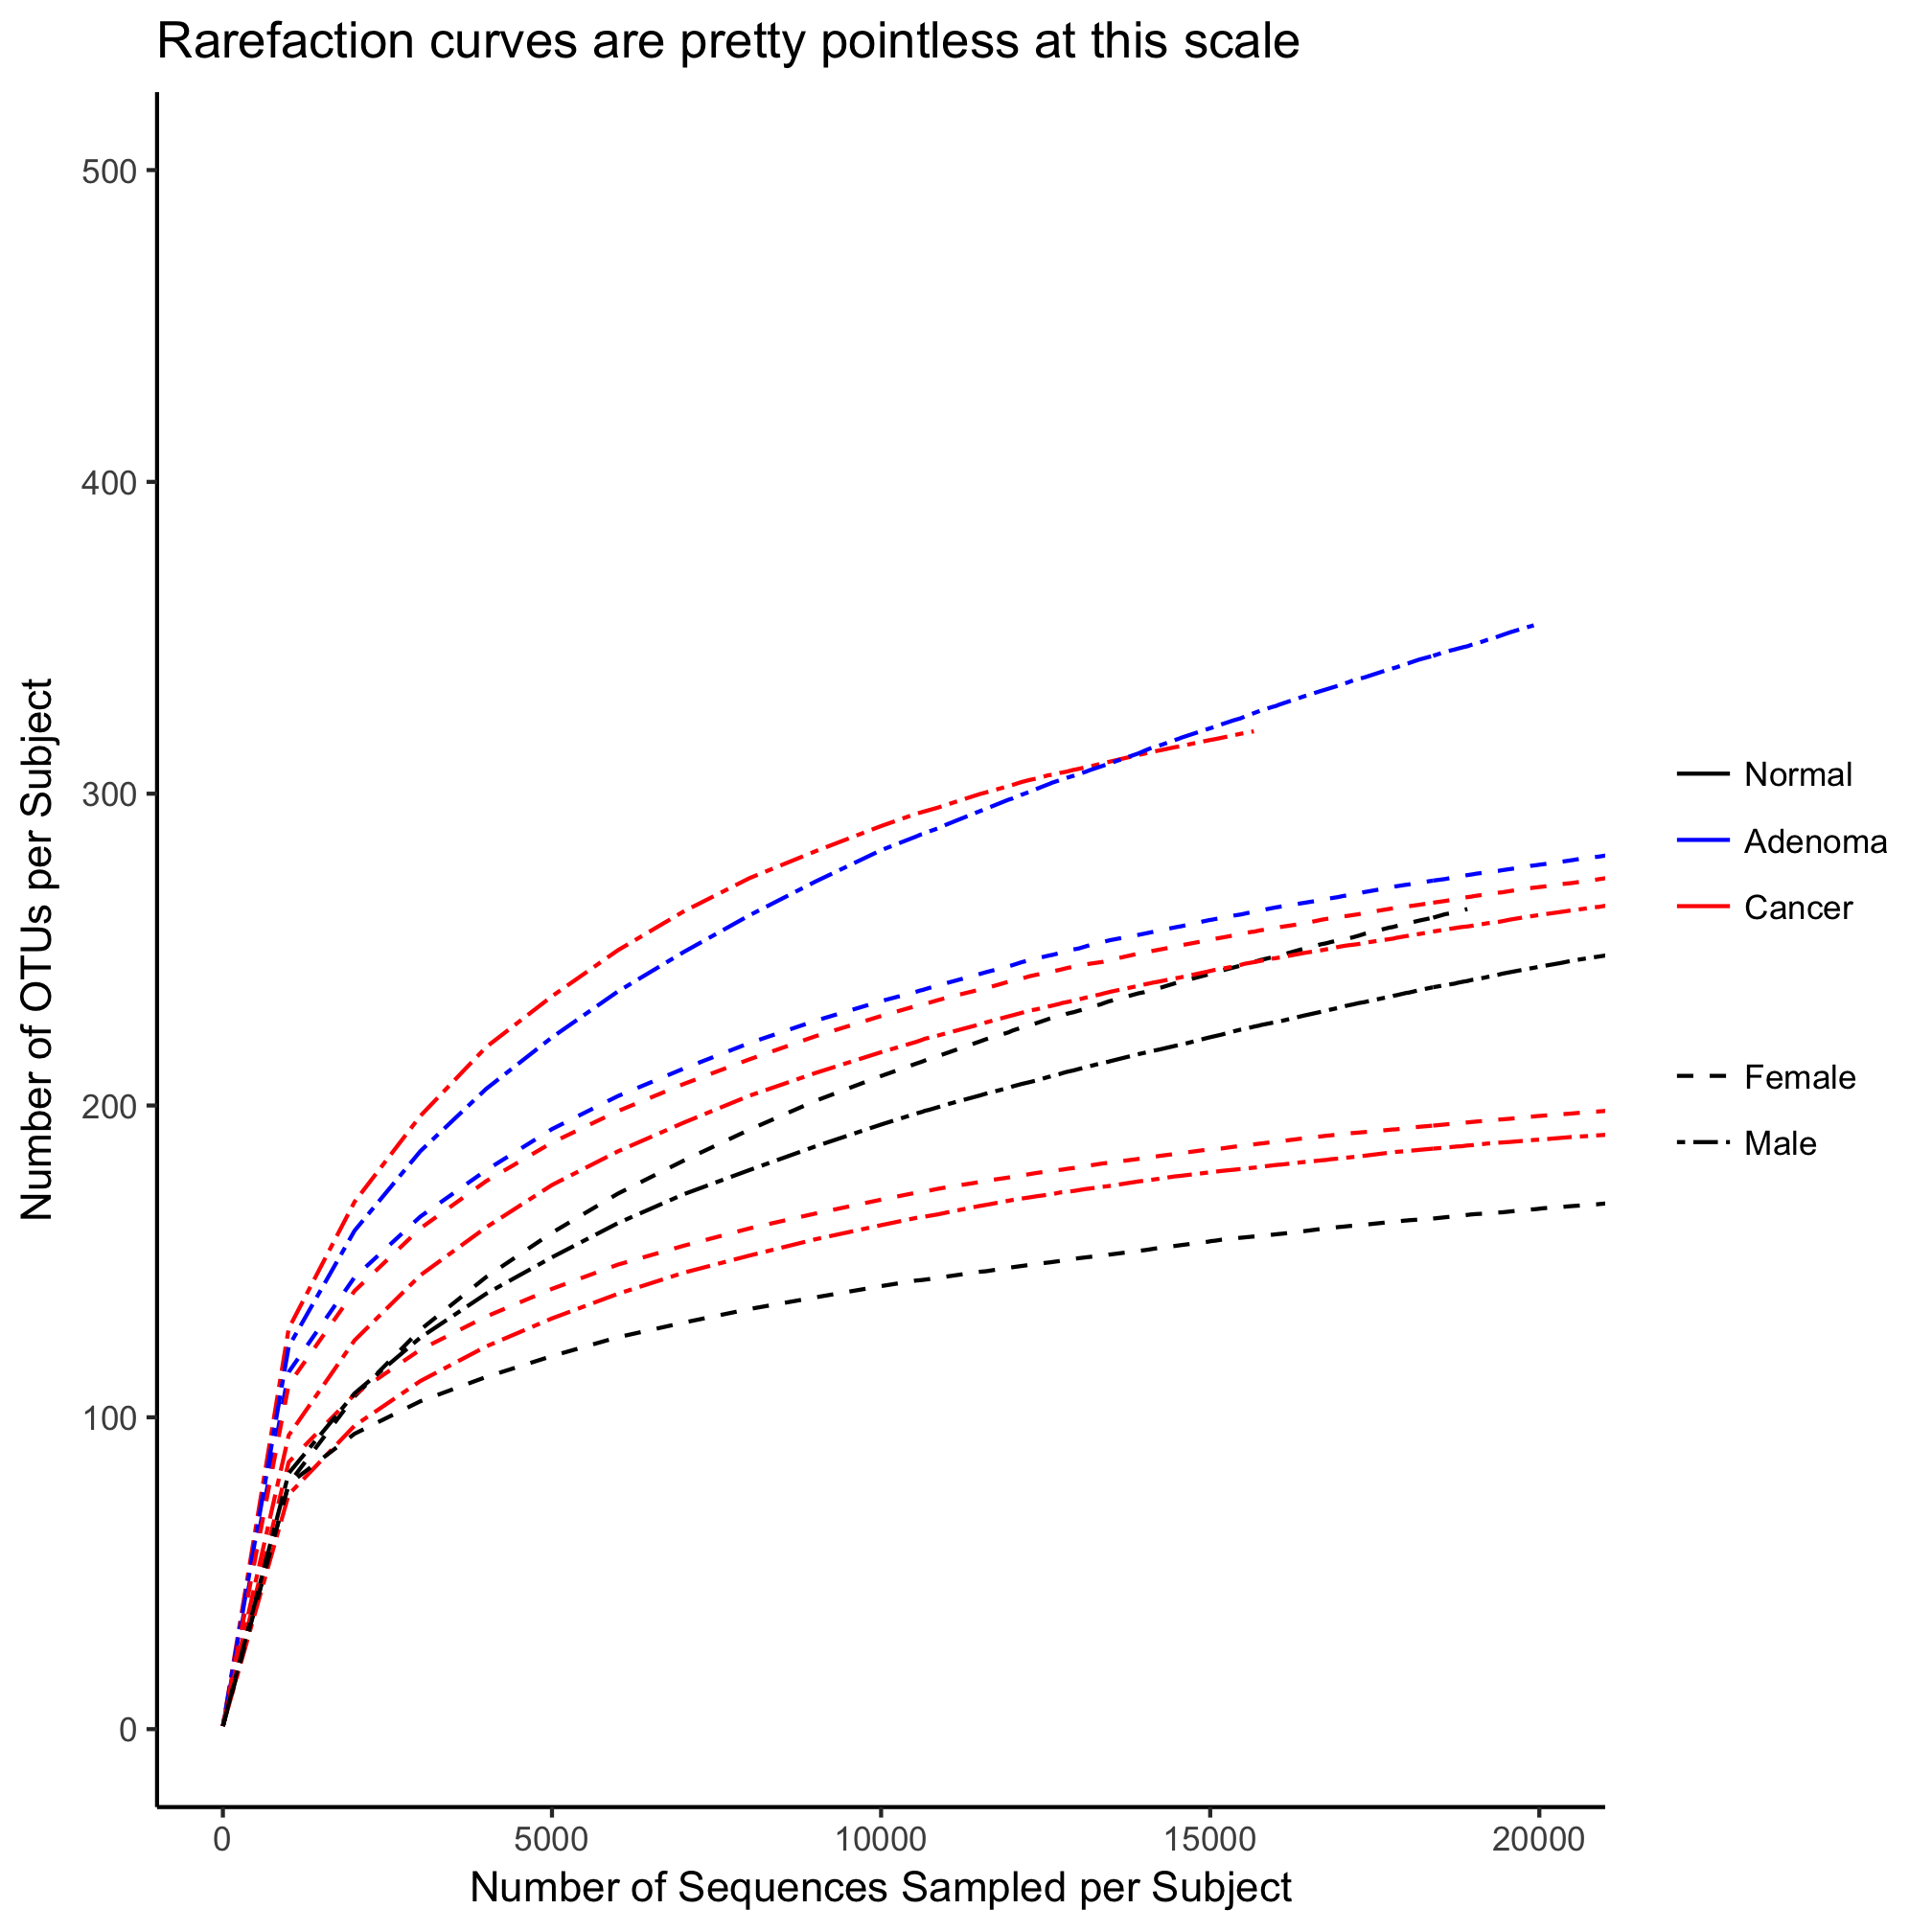 Rarefaction curves are pretty pointless at this scale
Number of OTUs per Subject
500
400
300
200
100
0
0 5000 10000 15000 20000
Number of Sequences Sampled per Subject
Normal
Adenoma
Cancer
Female
Male